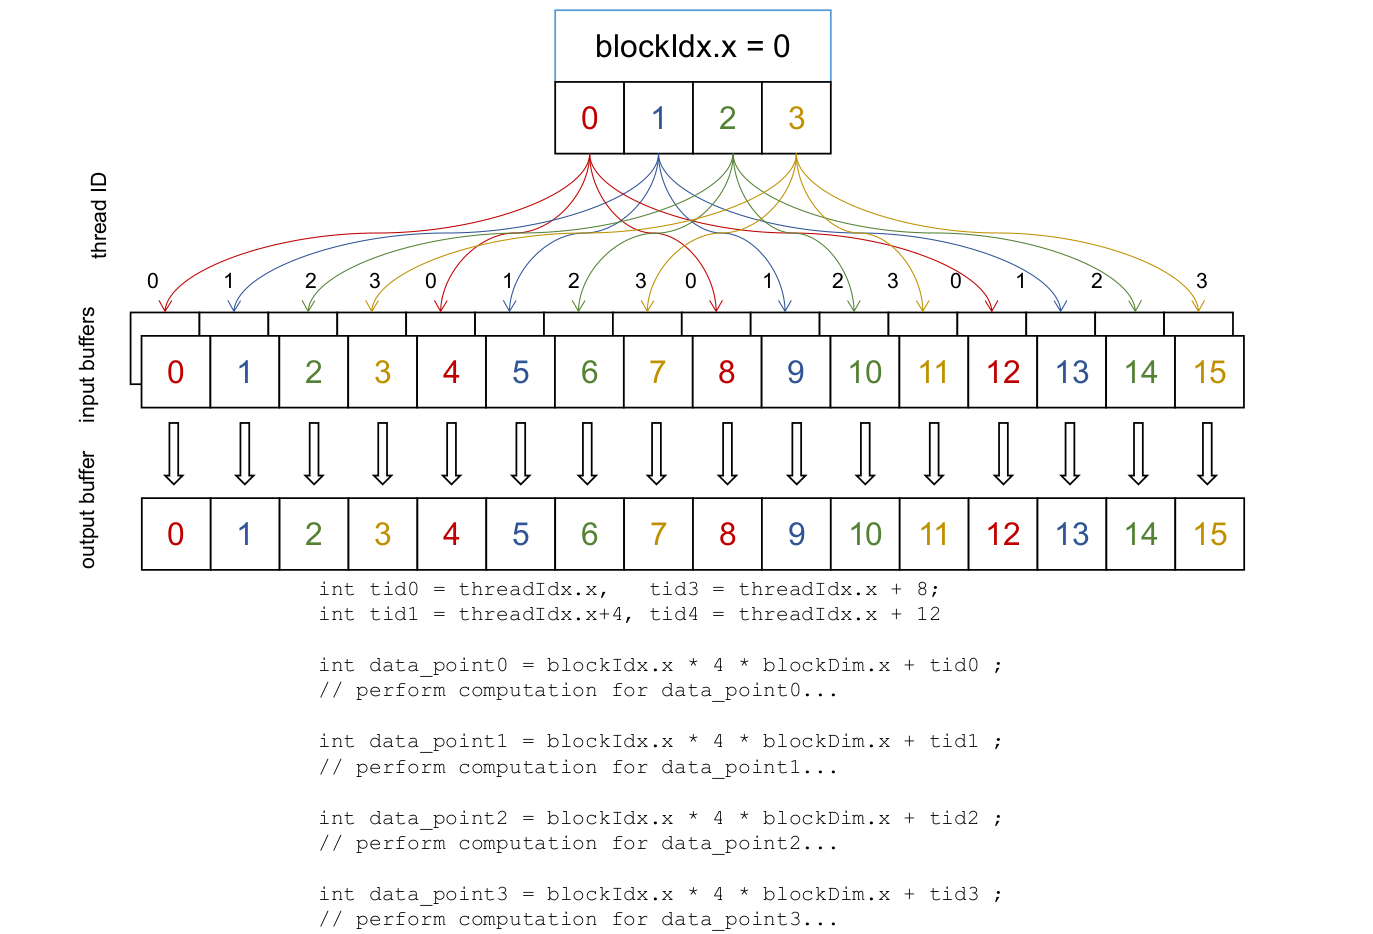 blockIdx.x = 0
0 1 2 3
thread ID
0 1 2 3 0 1 2 3 0 1 2 3 0 1 2 3
input buffers
0 1 2 3 4 5 6 7 8 9 10 11 12 13 14 15
output buffer
0 1 2 3 4 5 6 7 8 9 10 11 12 13 14 15
int tid0 = threadIdx.x, tid3 = threadIdx.x + 8;
int tid1 = threadIdx.x+4, tid4 = threadIdx.x + 12
int data_point0 = blockIdx.x * 4 * blockDim.x + tid0 ;
// perform computation for data_point0...
int data_point1 = blockIdx.x * 4 * blockDim.x + tid1 ;
// perform computation for data_point1...
int data_point2 = blockIdx.x * 4 * blockDim.x + tid2 ;
// perform computation for data_point2...
int data_point3 = blockIdx.x * 4 * blockDim.x + tid3 ;
// perform computation for data_point3...